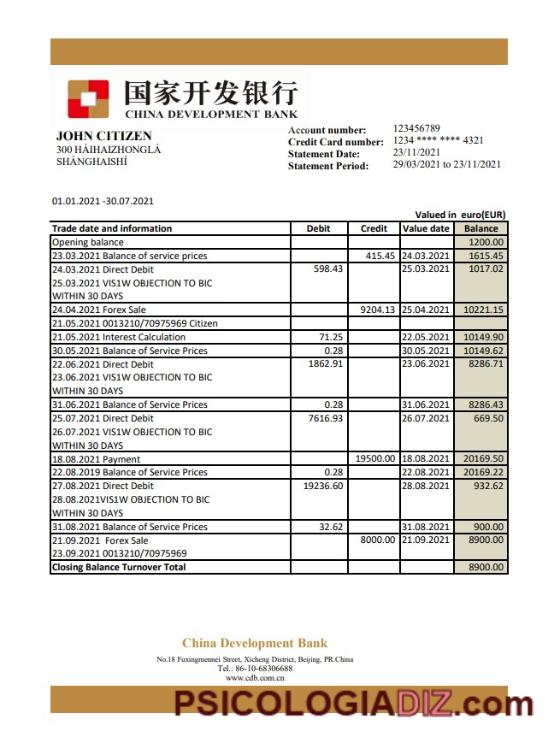 国家开发银行
CHINA DEVELOPMENT BANK
JOHN CITIZEN
300 HÁIHAIZHONGLÁ
SHÁNGHAISHÍ
Account number: 123456789
Credit Card number: 1234 **** **** 4321
Statement Date: 23/11/2021
Statement Period: 29/03/2021 to 23/11/2021
01.01.2021 -30.07.2021
Valued in euro(EUR)
Trade date and information Debit Credit Value date Balance
Opening balance 1200.00
23.03.2021 Balance of service prices 415.45 24.03.2021 1615.45
24.03.2021 Direct Debit 598.43 25.03.2021 1017.02
25.03.2021 VIS1W OBJECTION TO BIC
WITHIN 30 DAYS
24.04.2021 Forex Sale 9204.13 25.04.2021 10221.15
21.05.2021 0013210/70975969 Citizen
21.05.2021 Interest Calculation 71.25 22.05.2021 10149.90
30.05.2021 Balance of Service Prices 0.28 30.05.2021 10149.62
22.06.2021 Direct Debit 1862.91 23.06.2021 8286.71
23.06.2021 VIS1W OBJECTION TO BIC
WITHIN 30 DAYS
31.06.2021 Balance of Service Prices 0.28 31.06.2021 8286.43
25.07.2021 Direct Debit 7616.93 26.07.2021 669.50
26.07.2021 VIS1W OBJECTION TO BIC
WITHIN 30 DAYS
18.08.2021 Payment 19500.00 18.08.2021 20169.50
22.08.2019 Balance of Service Prices 0.28 22.08.2021 20169.22
27.08.2021 Direct Debit 19236.60 28.08.2021 932.62
28.08.2021VIS1W OBJECTION TO BIC
WITHIN 30 DAYS
31.08.2021 Balance of Service Prices 32.62 31.08.2021 900.00
21.09.2021 Forex Sale 8000.00 21.09.2021 8900.00
23.09.2021 0013210/70975969
Closing Balance Turnover Total 8900.00
China Development Bank
No.18 Fuxingmennei Street, Xicheng District, Beijing, PR.China
Tel.: 86-10-68306688
www.cdb.com.cn
PSICOLOGIADIZ.com